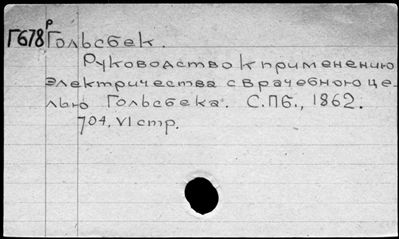 Г678 Р Гольсбек.
Руководство к применению
электричества с врачебною це-
лью Гольсбека. С.Пб., 1862.
704, VI стр.